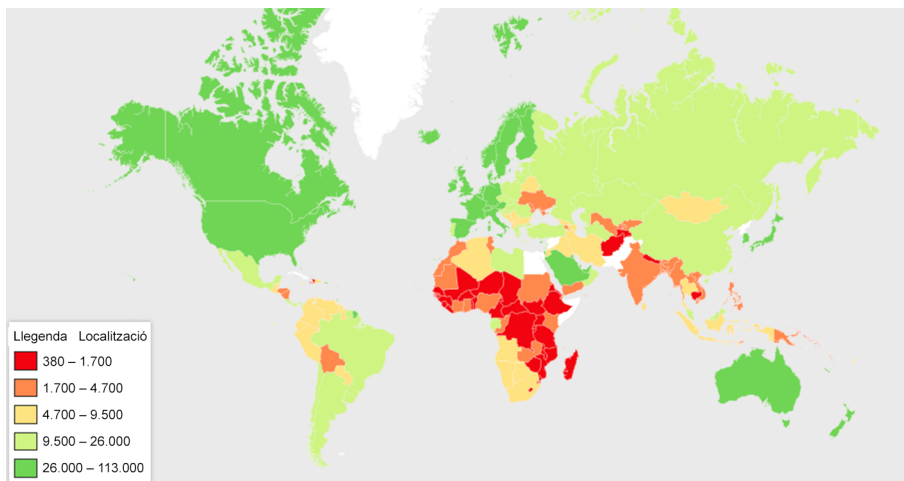 Llegenda Localització
380 – 1.700
1.700 – 4.700
4.700 – 9.500
9.500 – 26.000
26.000 – 113.000